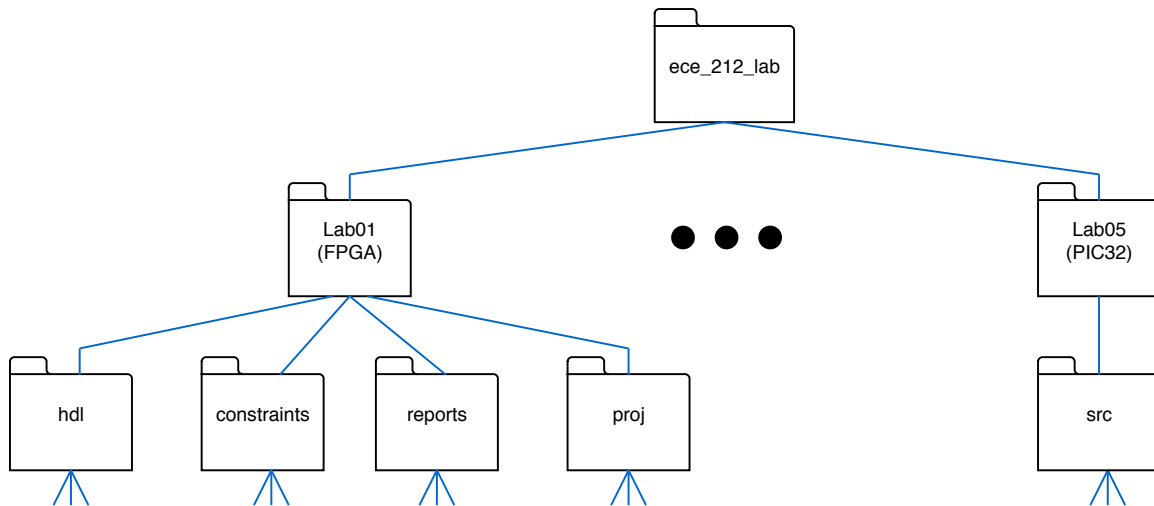 ece_212_lab
Lab01
(FPGA)
Lab05
(PIC32)
hdl
constraints
reports
proj
src